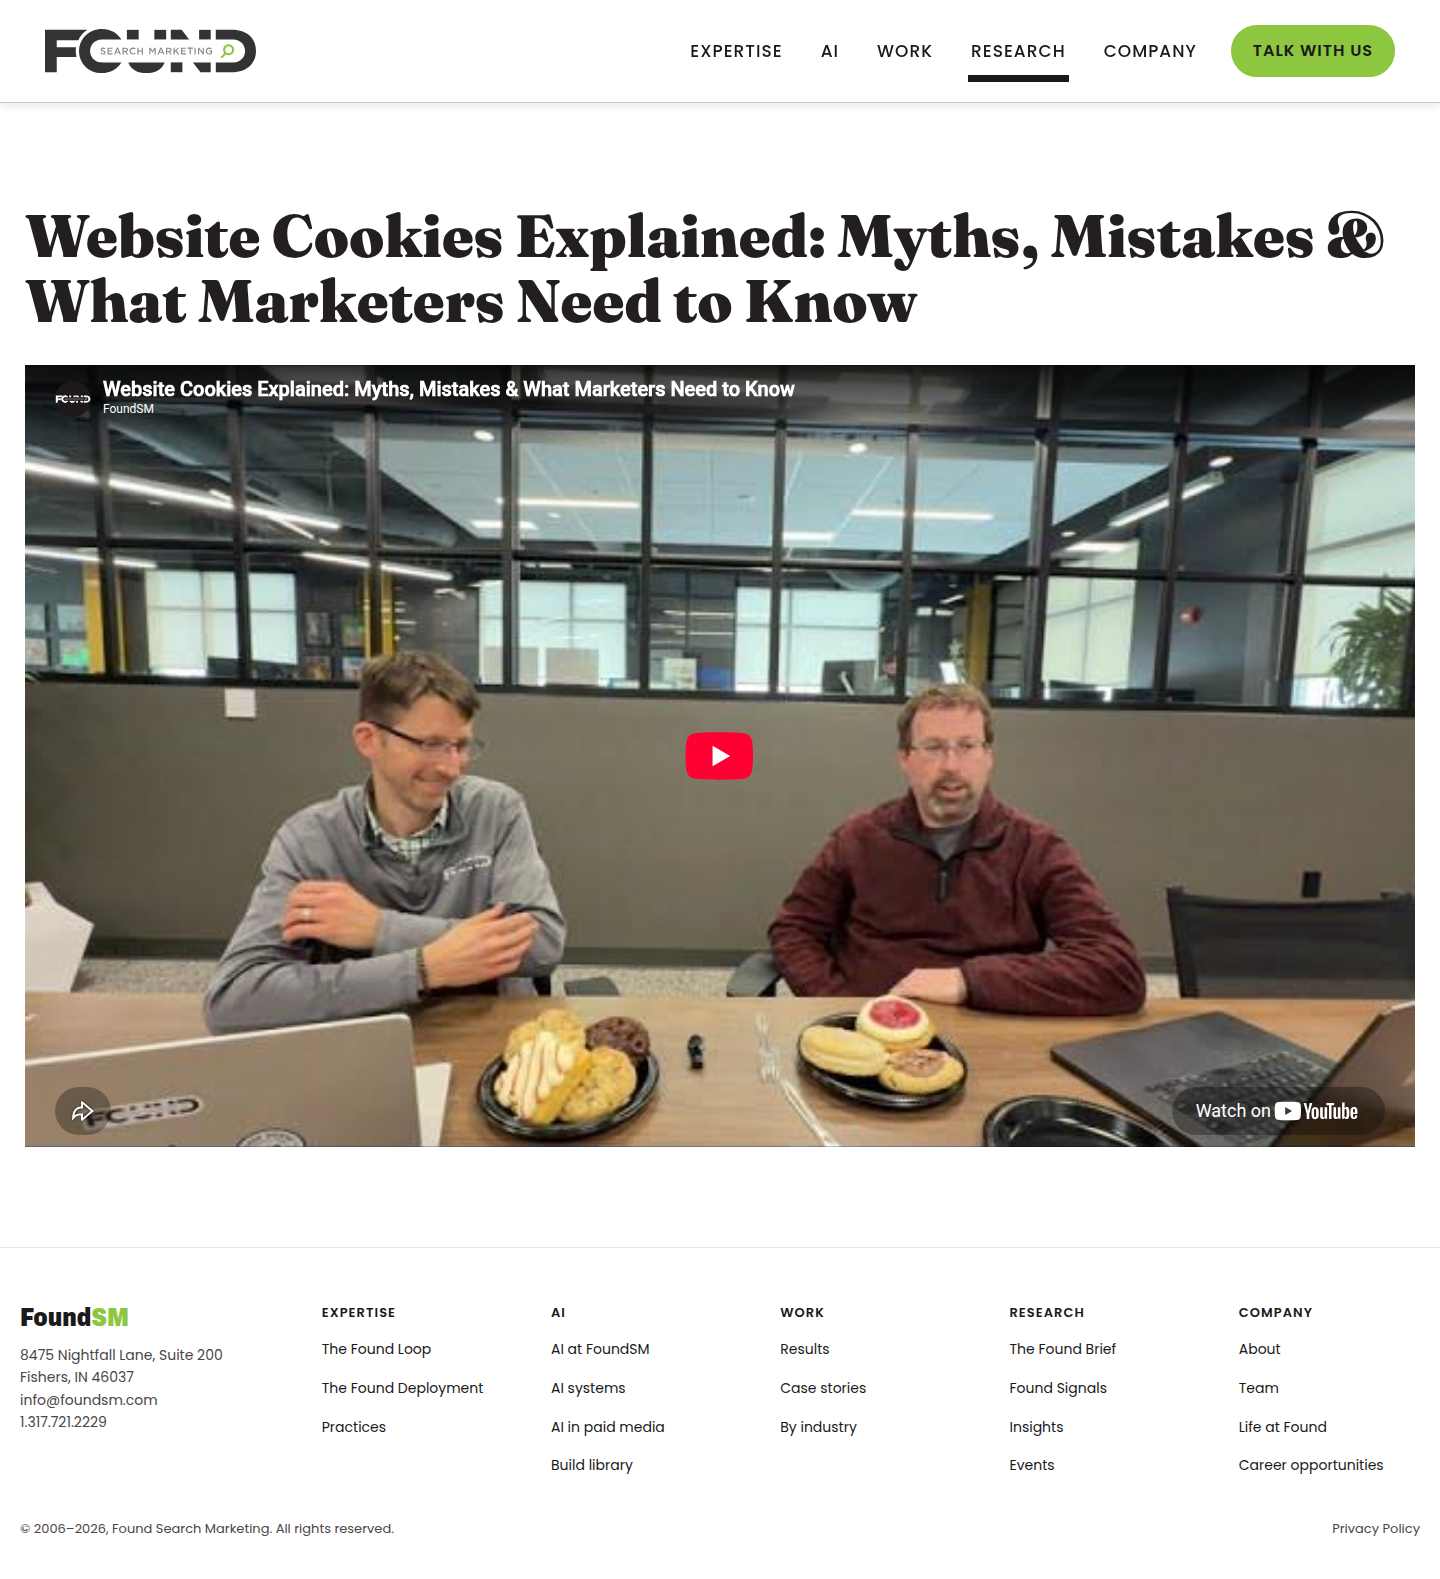 FOUND
SEARCH MARKETING
EXPERTISE
AI
WORK
RESEARCH
COMPANY
TALK WITH US
Website Cookies Explained: Myths, Mistakes &
What Marketers Need to Know
FOUND
Website Cookies Explained: Myths, Mistakes & What Marketers Need to Know
FoundSM
Watch on YouTube
FoundSM
8475 Nightfall Lane, Suite 200
Fishers, IN 46037
info@foundsm.com
1.317.721.2229
EXPERTISE
The Found Loop
The Found Deployment
Practices
AI
AI at FoundSM
AI systems
AI in paid media
Build library
WORK
Results
Case stories
By industry
RESEARCH
The Found Brief
Found Signals
Insights
Events
COMPANY
About
Team
Life at Found
Career opportunities
© 2006–2026, Found Search Marketing. All rights reserved.
Privacy Policy